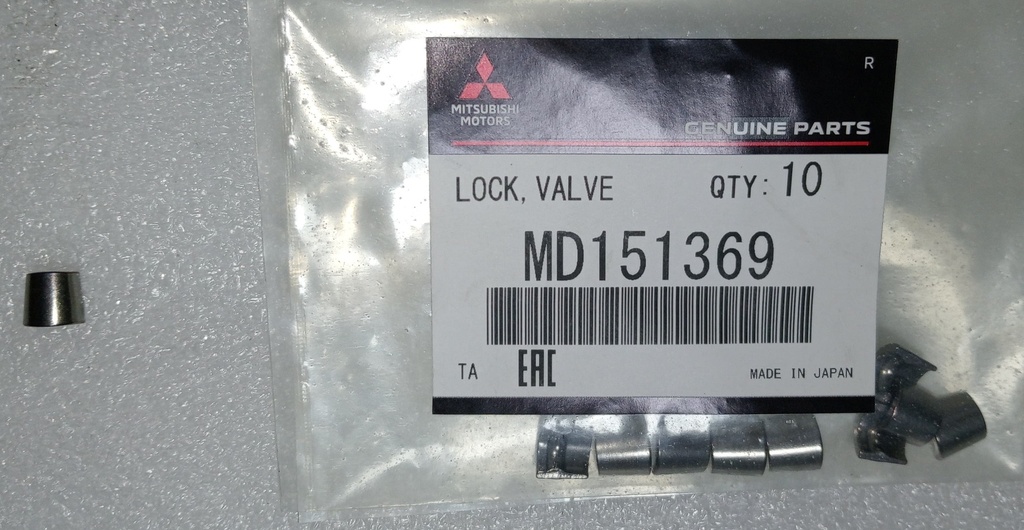 R
MITSUBISHI
MOTORS
GENUINE PARTS
LOCK, VALVE QTY: 10
MD151369
TA EAC MADE IN JAPAN